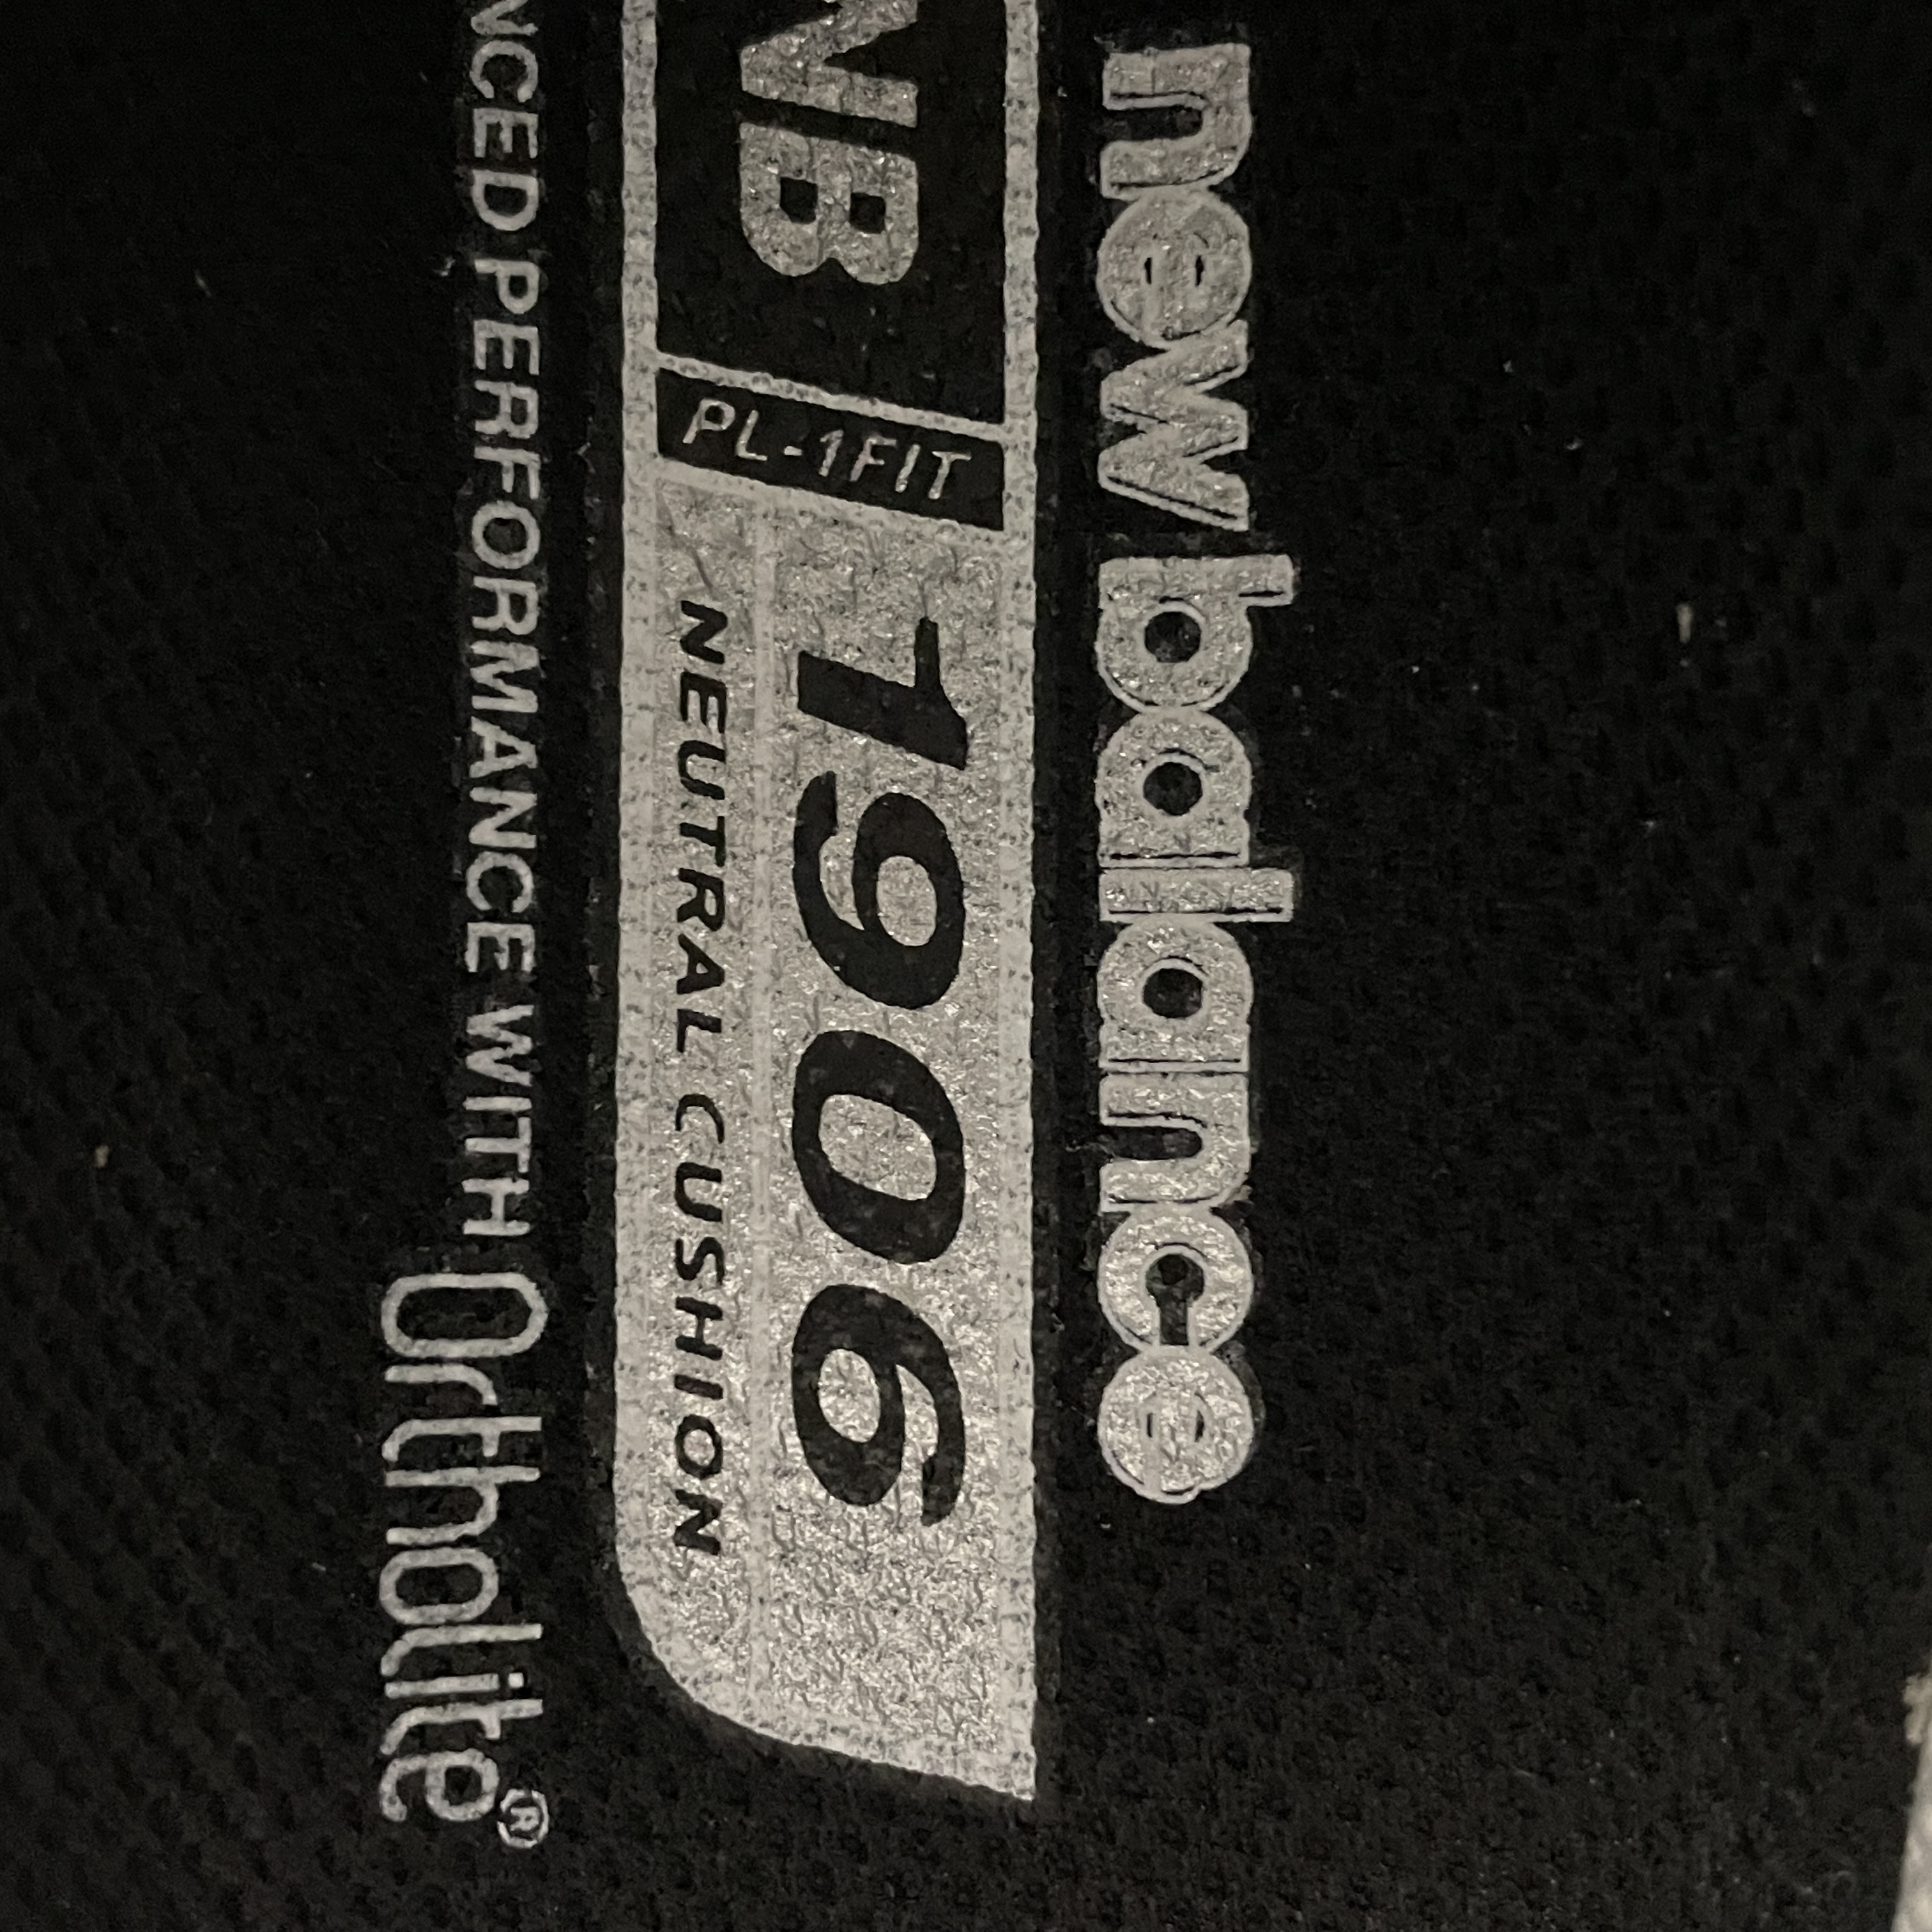 new balance
NB
PL-1FIT
1906
NEUTRAL CUSHION
NCED PERFORMANCE WITH Ortholite®